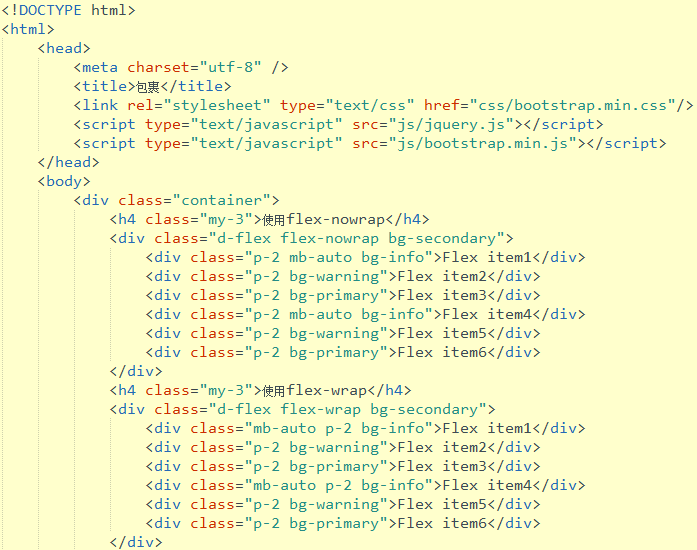 <!DOCTYPE html>
<html>
<head>
<meta charset="utf-8" />
<title>包裹</title>
<link rel="stylesheet" type="text/css" href="css/bootstrap.min.css"/>
<script type="text/javascript" src="js/jquery.js"></script>
<script type="text/javascript" src="js/bootstrap.min.js"></script>
</head>
<body>
<div class="container">
<h4 class="my-3">使用flex-nowrap</h4>
<div class="d-flex flex-nowrap bg-secondary">
<div class="p-2 mb-auto bg-info">Flex item1</div>
<div class="p-2 bg-warning">Flex item2</div>
<div class="p-2 bg-primary">Flex item3</div>
<div class="p-2 mb-auto bg-info">Flex item4</div>
<div class="p-2 bg-warning">Flex item5</div>
<div class="p-2 bg-primary">Flex item6</div>
</div>
<h4 class="my-3">使用flex-wrap</h4>
<div class="d-flex flex-wrap bg-secondary">
<div class="mb-auto p-2 bg-info">Flex item1</div>
<div class="p-2 bg-warning">Flex item2</div>
<div class="p-2 bg-primary">Flex item3</div>
<div class="mb-auto p-2 bg-info">Flex item4</div>
<div class="p-2 bg-warning">Flex item5</div>
<div class="p-2 bg-primary">Flex item6</div>
</div>